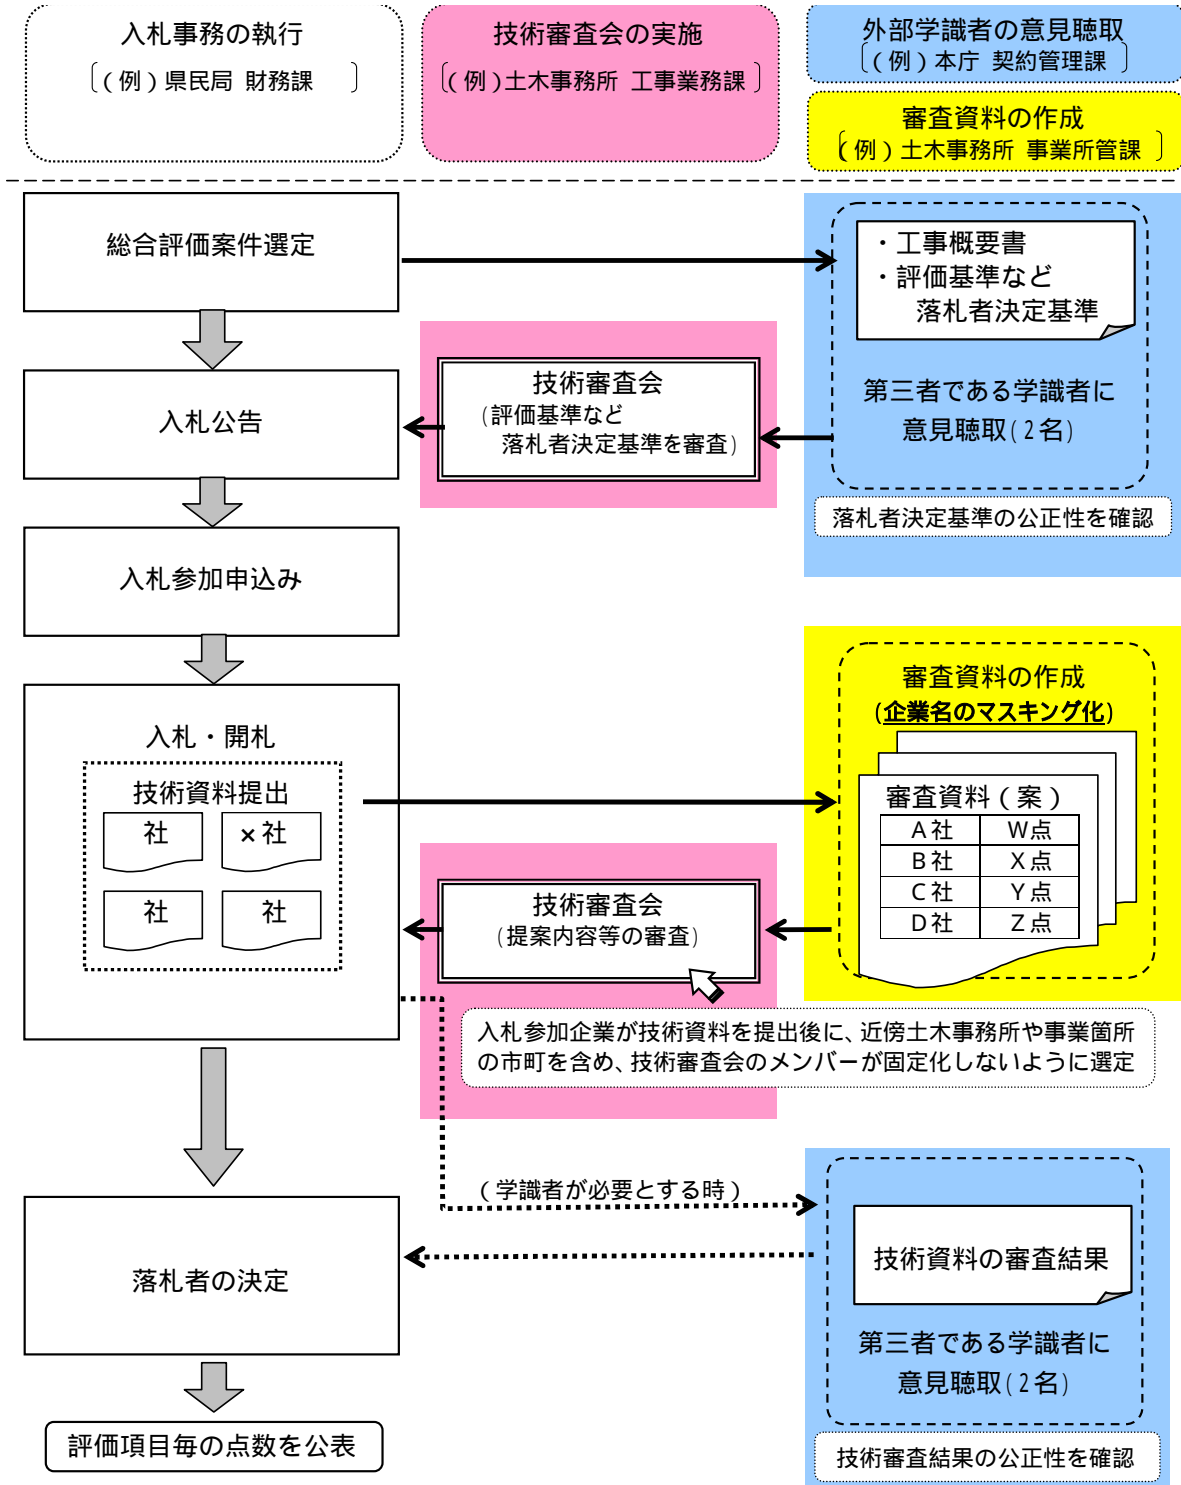 入札事務の執行
(例)県民局 財務課
技術審査会の実施
(例)土木事務所 工事業務課
外部学識者の意見聴取
(例)本庁 契約管理課
審査資料の作成
(例)土木事務所 事業所管課
総合評価案件選定
・工事概要書
・評価基準など
落札者決定基準
第三者である学識者に
意見聴取(2名)
落札者決定基準の公正性を確認
技術審査会
(評価基準など
落札者決定基準を審査)
入札公告
入札参加申込み
入札・開札
技術資料提出
社
×社
社
社
審査資料の作成
(企業名のマスキング化)
審査資料(案)
A社 W点
B社 X点
C社 Y点
D社 Z点
技術審査会
(提案内容等の審査)
入札参加企業が技術資料を提出後に、近傍土木事務所や事業箇所
の市町を含め、技術審査会のメンバーが固定化しないように選定
(学識者が必要とする時)
落札者の決定
技術資料の審査結果
第三者である学識者に
意見聴取(2名)
技術審査結果の公正性を確認
評価項目毎の点数を公表